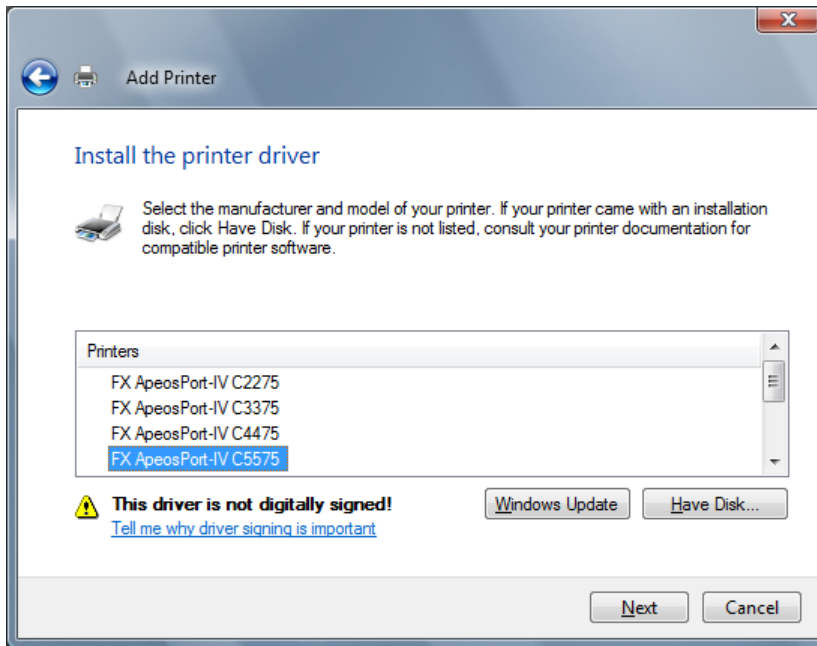 Add Printer
Install the printer driver
Select the manufacturer and model of your printer. If your printer came with an installation
disk, click Have Disk. If your printer is not listed, consult your printer documentation for
compatible printer software.
Printers
FX ApeosPort-IV C2275
FX ApeosPort-IV C3375
FX ApeosPort-IV C4475
FX ApeosPort-IV C5575
This driver is not digitally signed!
Tell me why driver signing is important
Windows Update
Have Disk...
Next
Cancel